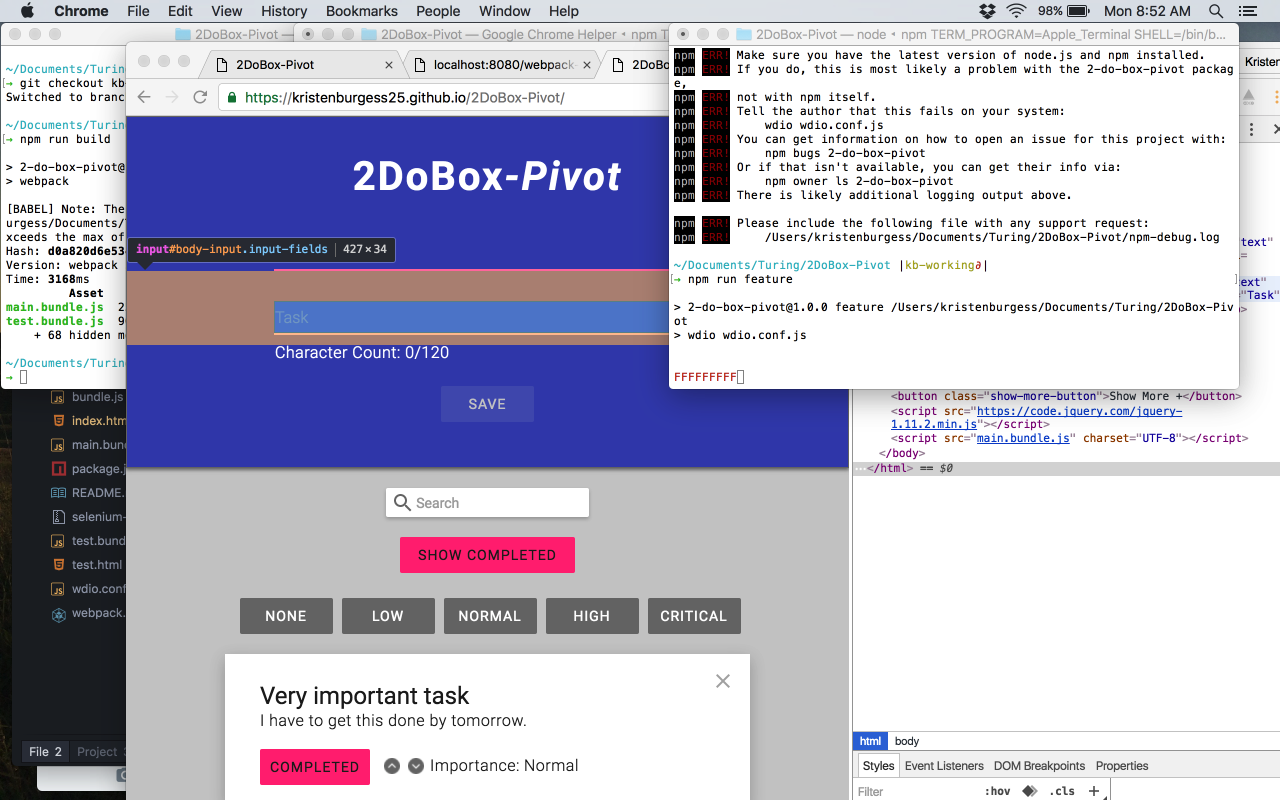 Chrome File Edit View History Bookmarks People Window Help 98% Mon 8:52 AM
2DoBox-Pivot — 2DoBox-Pivot — Google Chrome Helper • npm T 2DoBox-Pivot — node • npm TERM_PROGRAM=Apple_Terminal SHELL=/bin/b...
~/Documents/Turing
→ git checkout kb
Switched to branc
~/Documents/Turing
→ npm run build
> 2-do-box-pivot@
> webpack
[BABEL] Note: The
urgess/Documents/T
xceeds the max of
Hash: d0a820d6e53
Version: webpack
Time: 3168ms
Asset
main.bundle.js 2
test.bundle.js 9
+ 68 hidden m
~/Documents/Turing
→
bundle.js
index.htm
main.bun
package.j
README.
selenium-
test.bund
test.html
wdio.conf
webpack.
File 2 Project
2DoBox-Pivot × localhost:8080/webpack- × 2DoBo
https://kristenburgess25.github.io/2DoBox-Pivot/
2DoBox-Pivot
input#body-input.input-fields | 427 × 34
Task
Character Count: 0/120
SAVE
Search
SHOW COMPLETED
NONE LOW NORMAL HIGH CRITICAL
Very important task
I have to get this done by tomorrow.
COMPLETED Importance: Normal
npm ERR! Make sure you have the latest version of node.js and npm installed.
npm ERR! If you do, this is most likely a problem with the 2-do-box-pivot packag
e,
npm ERR! not with npm itself.
npm ERR! Tell the author that this fails on your system:
npm ERR! wdio wdio.conf.js
npm ERR! You can get information on how to open an issue for this project with:
npm ERR! npm bugs 2-do-box-pivot
npm ERR! Or if that isn't available, you can get their info via:
npm ERR! npm owner ls 2-do-box-pivot
npm ERR! There is likely additional logging output above.
npm ERR! Please include the following file with any support request:
npm ERR! /Users/kristenburgess/Documents/Turing/2DoBox-Pivot/npm-debug.log
~/Documents/Turing/2DoBox-Pivot |kb-working∂|
→ npm run feature
> 2-do-box-pivot@1.0.0 feature /Users/kristenburgess/Documents/Turing/2DoBox-Piv
ot
> wdio wdio.conf.js
FFFFFFFFF
Kristen
text"
=
ext"
="Task"
>
<button class="show-more-button">Show More +</button>
<script src="https://code.jquery.com/jquery-
1.11.2.min.js"></script>
<script src="main.bundle.js" charset="UTF-8"></script>
</body>
...</html> == $0
html body
Styles Event Listeners DOM Breakpoints Properties
Filter :hov .cls +